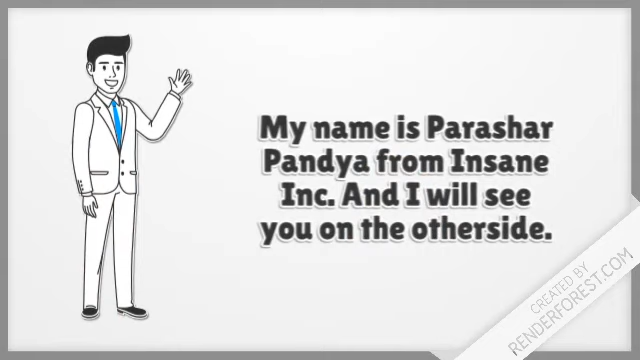 My name is Parashar
Pandya from Insane
Inc. And I will see
you on the otherside.
CREATED BY
RENDERFOREST.COM